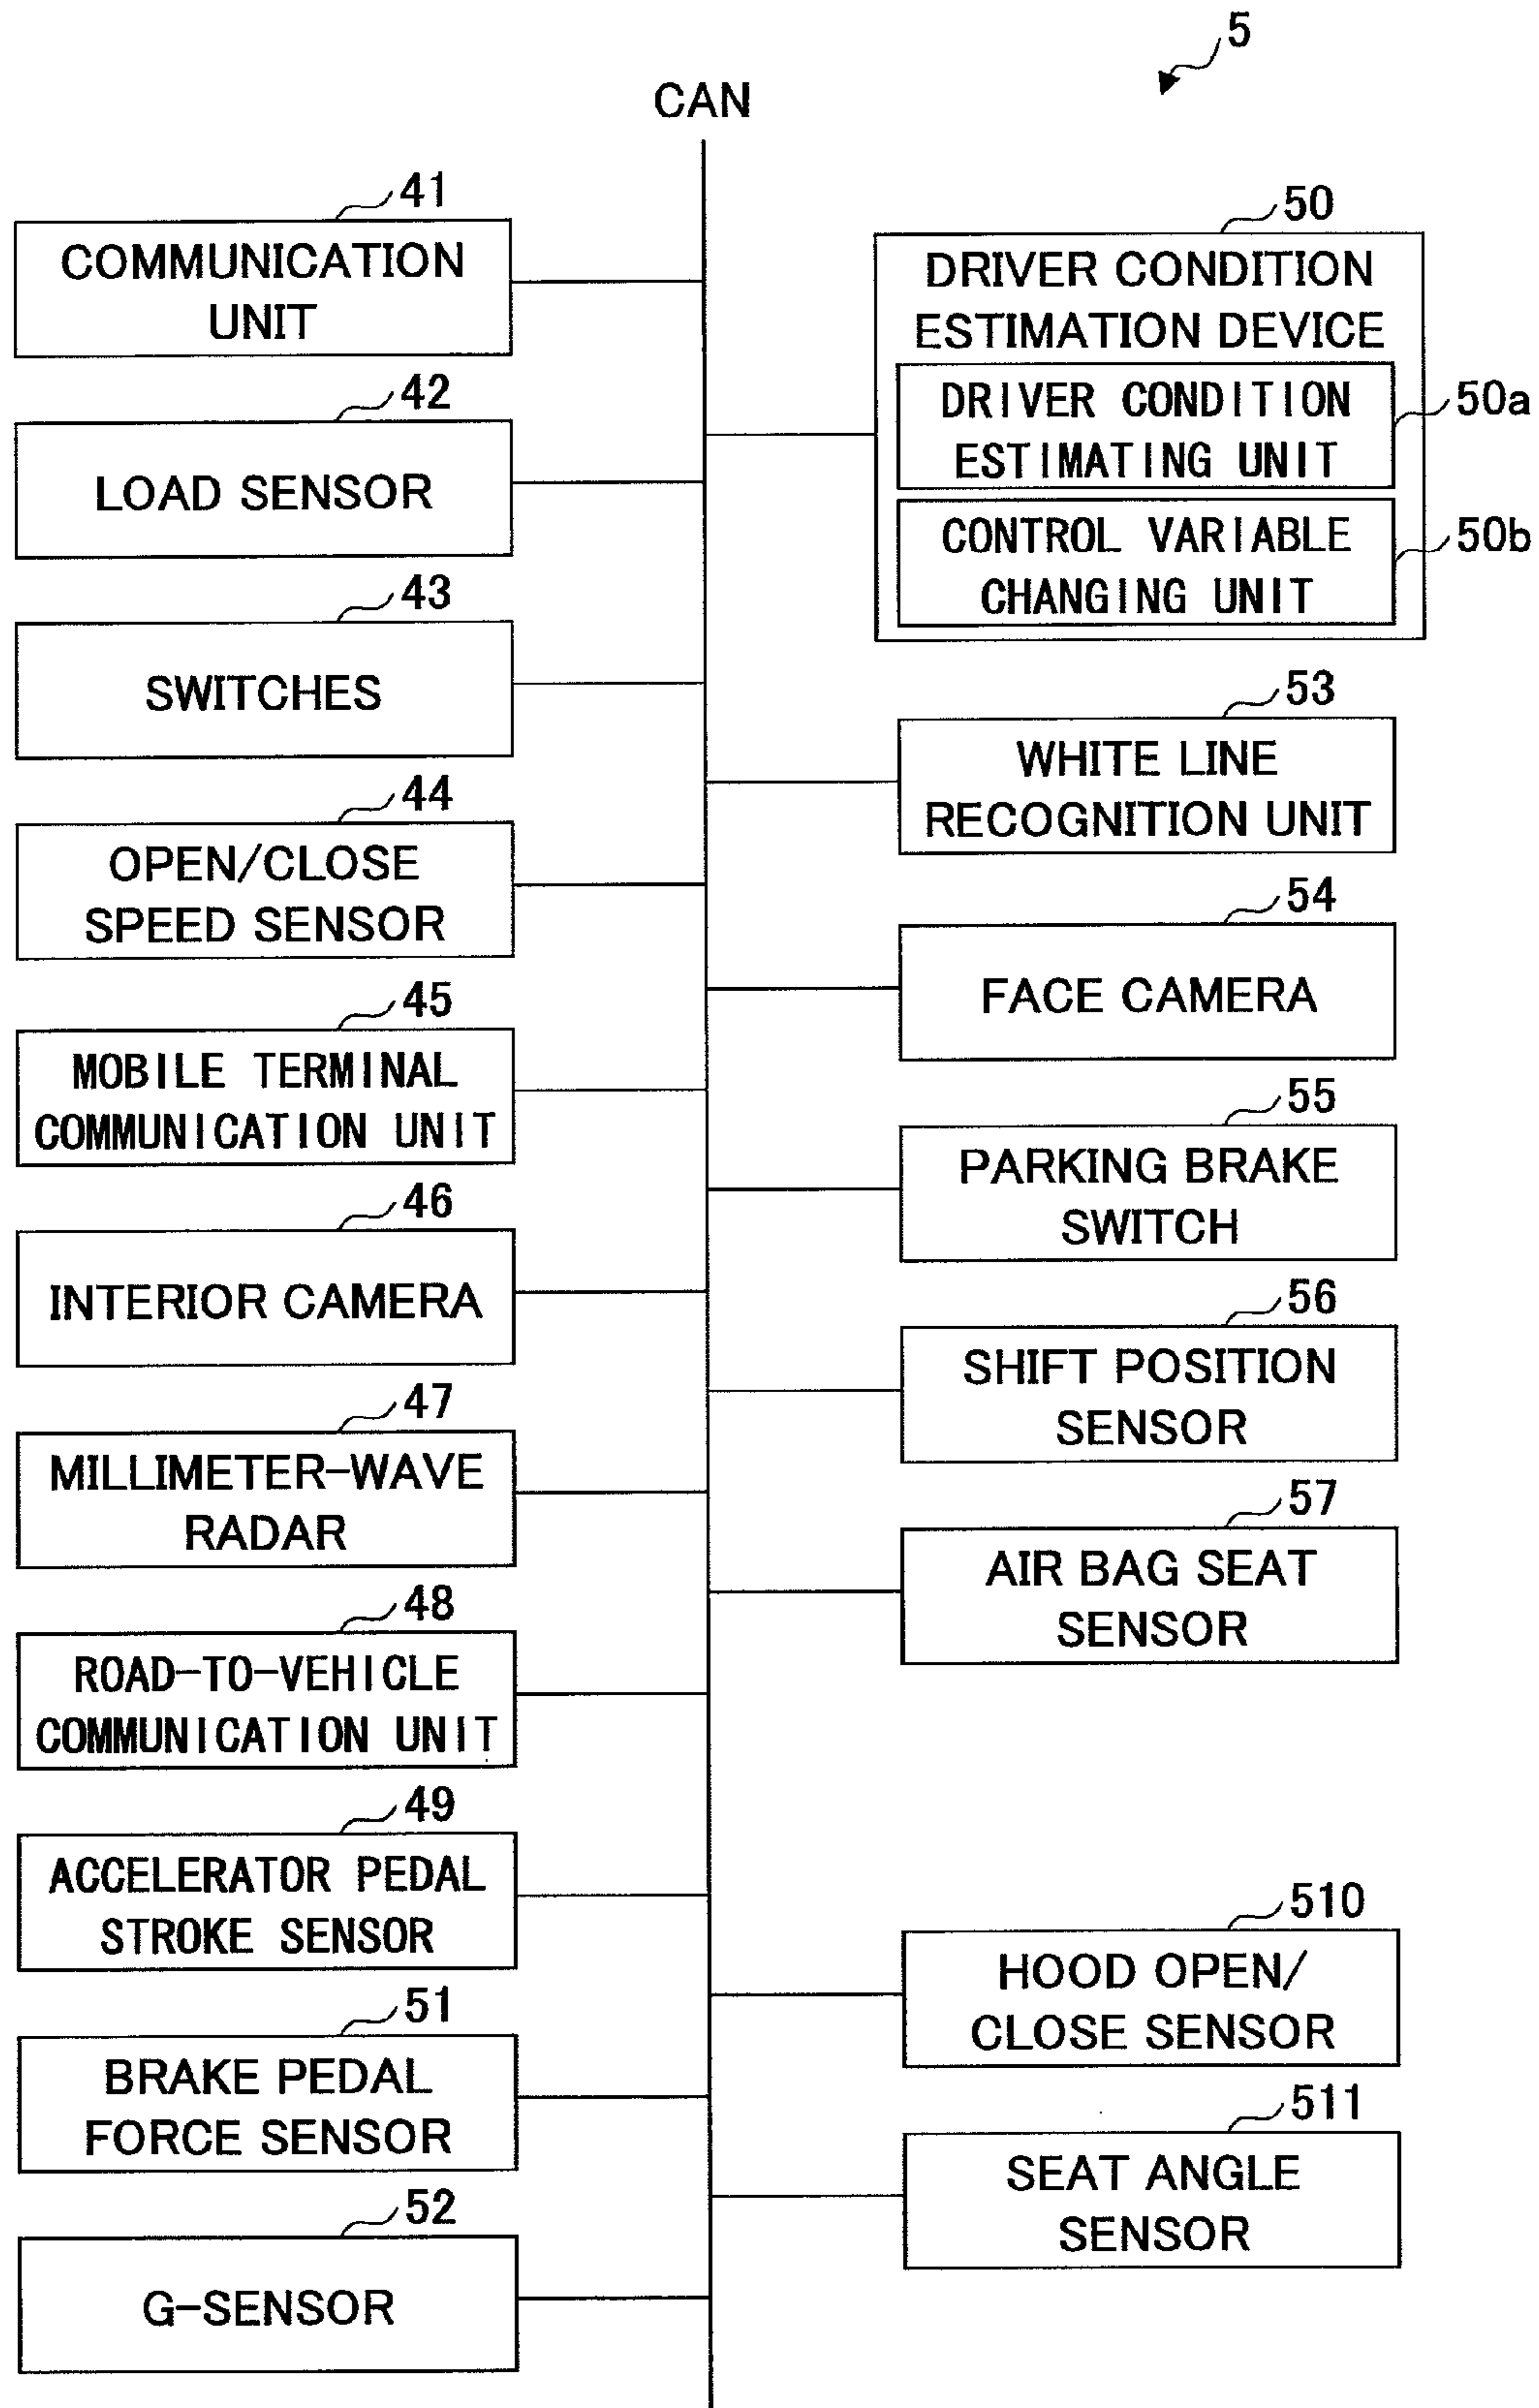 5
CAN
41
COMMUNICATION
UNIT
42
LOAD SENSOR
43
SWITCHES
44
OPEN/CLOSE
SPEED SENSOR
45
MOBILE TERMINAL
COMMUNICATION UNIT
46
INTERIOR CAMERA
47
MILLIMETER-WAVE
RADAR
48
ROAD-TO-VEHICLE
COMMUNICATION UNIT
49
ACCELERATOR PEDAL
STROKE SENSOR
51
BRAKE PEDAL
FORCE SENSOR
52
G-SENSOR
50
DRIVER CONDITION
ESTIMATION DEVICE
DRIVER CONDITION
ESTIMATING UNIT
50a
CONTROL VARIABLE
CHANGING UNIT
50b
53
WHITE LINE
RECOGNITION UNIT
54
FACE CAMERA
55
PARKING BRAKE
SWITCH
56
SHIFT POSITION
SENSOR
57
AIR BAG SEAT
SENSOR
510
HOOD OPEN/
CLOSE SENSOR
511
SEAT ANGLE
SENSOR